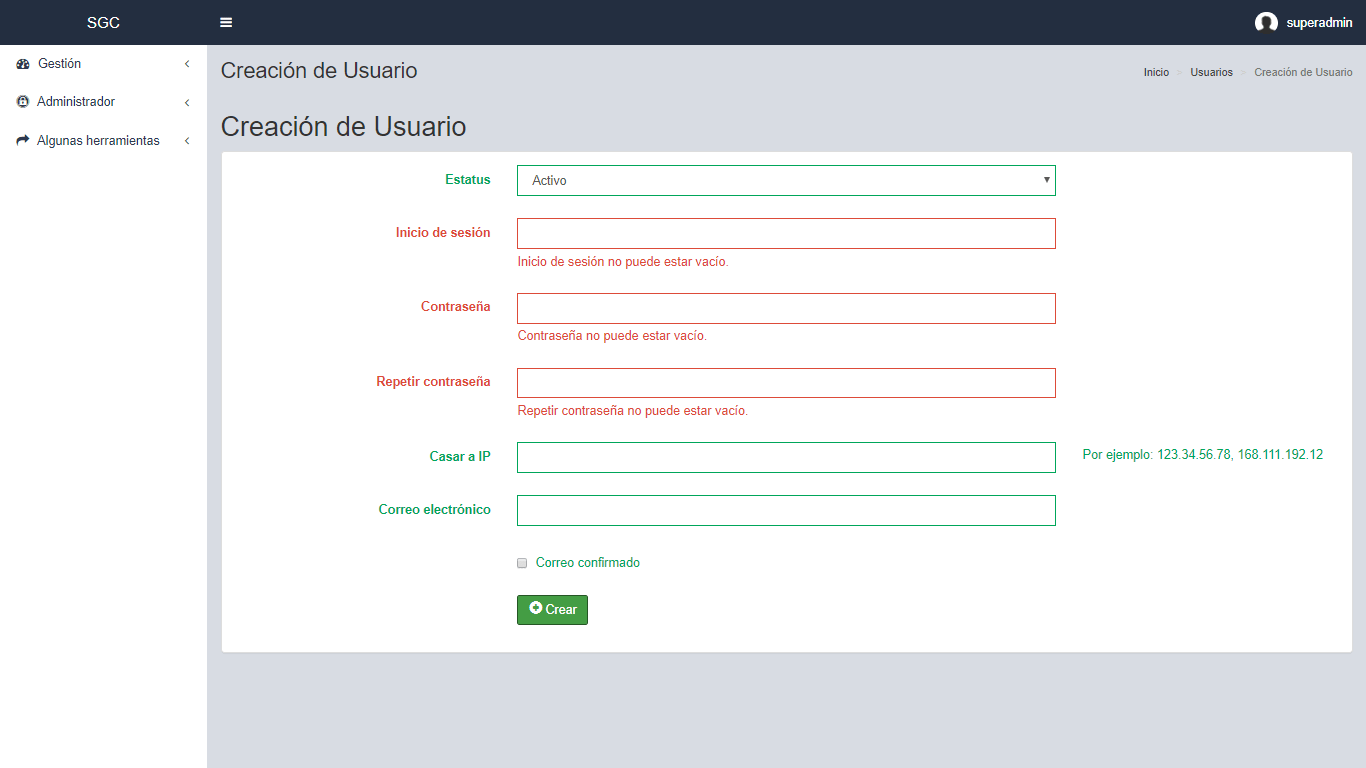 SGC
superadmin
Gestión
Administrador
Algunas herramientas
Creación de Usuario
Inicio > Usuarios > Creación de Usuario
Creación de Usuario
Estatus
Activo
Inicio de sesión
Inicio de sesión no puede estar vacío.
Contraseña
Contraseña no puede estar vacío.
Repetir contraseña
Repetir contraseña no puede estar vacío.
Casar a IP
Por ejemplo: 123.34.56.78, 168.111.192.12
Correo electrónico
Correo confirmado
Crear